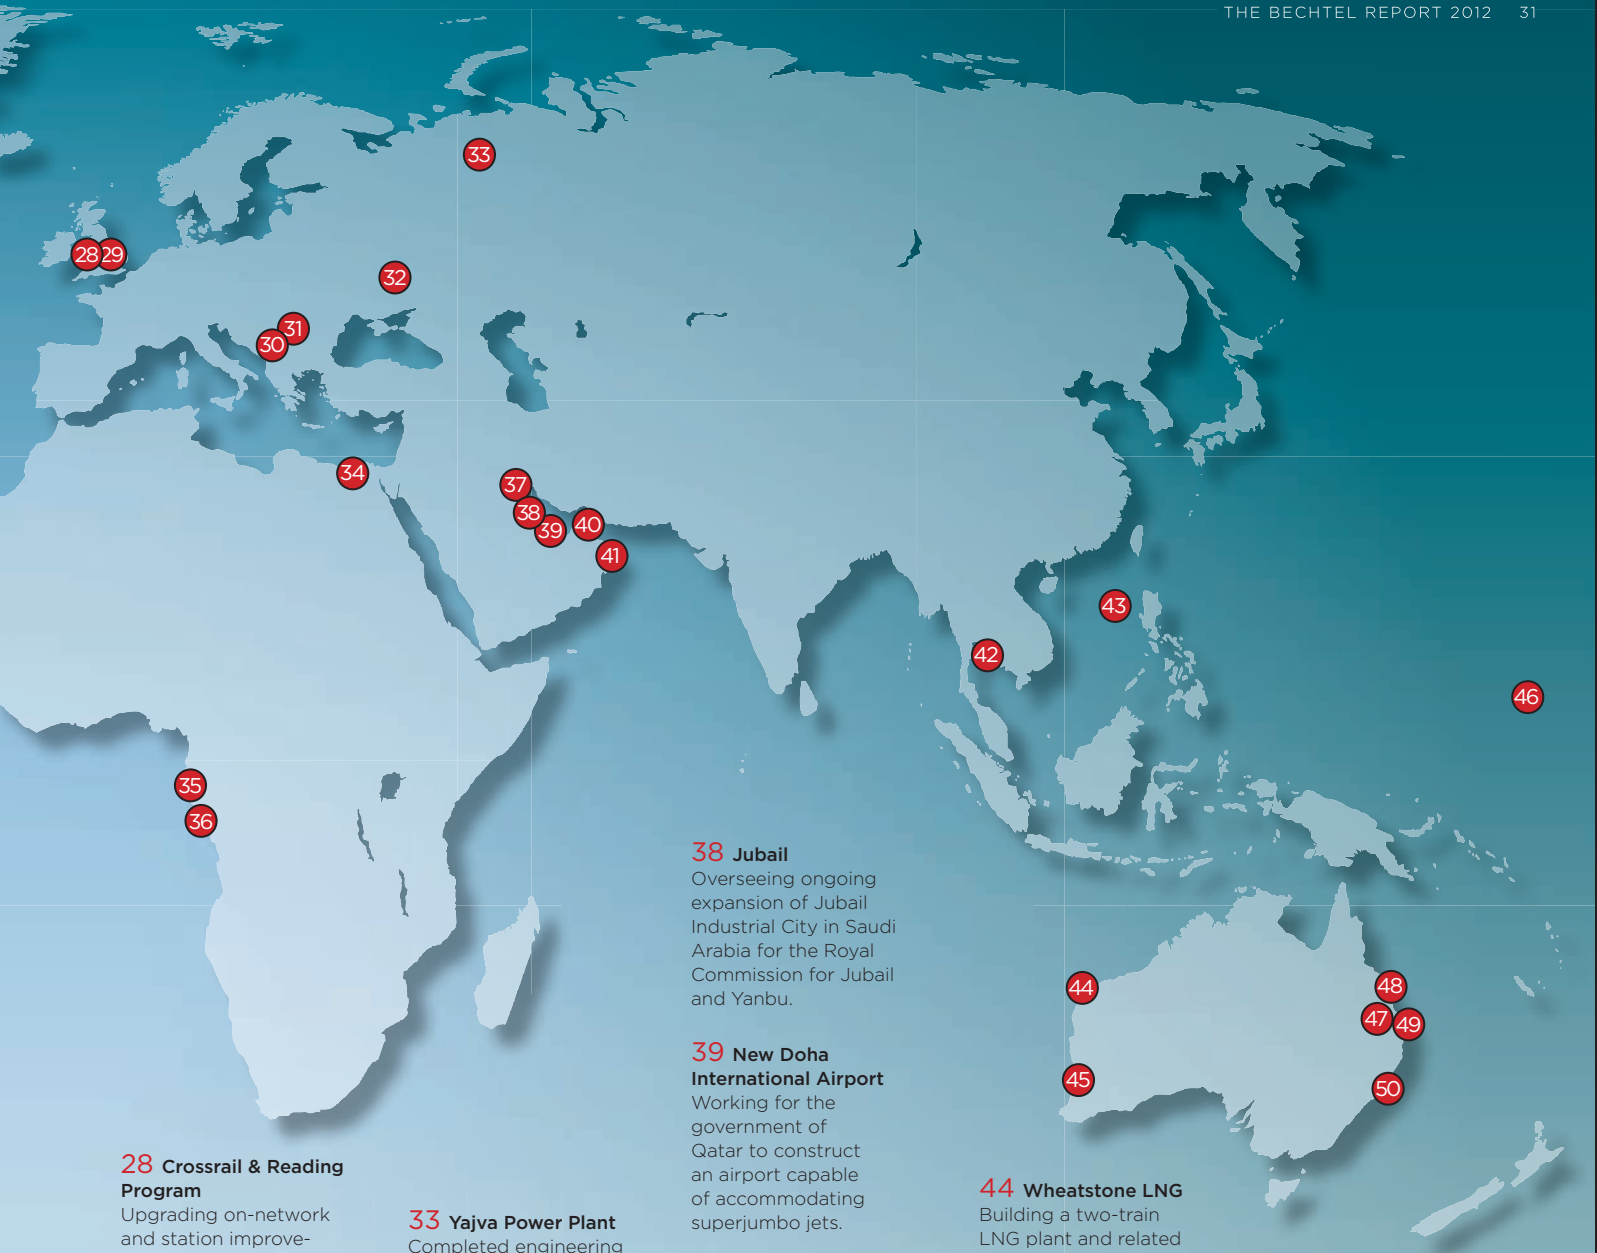 THE BECHTEL REPORT 2012 31
33
28 29
32
31
30
34
37
38
39
40
41
43
42
46
35
36
44
48
47
49
45
50
38 Jubail
Overseeing ongoing
expansion of Jubail
Industrial City in Saudi
Arabia for the Royal
Commission for Jubail
and Yanbu.
39 New Doha
International Airport
Working for the
government of
Qatar to construct
an airport capable
of accommodating
superjumbo jets.
28 Crossrail & Reading
Program
Upgrading on-network
and station improve-
33 Yajva Power Plant
Completed engineering
44 Wheatstone LNG
Building a two-train
LNG plant and related